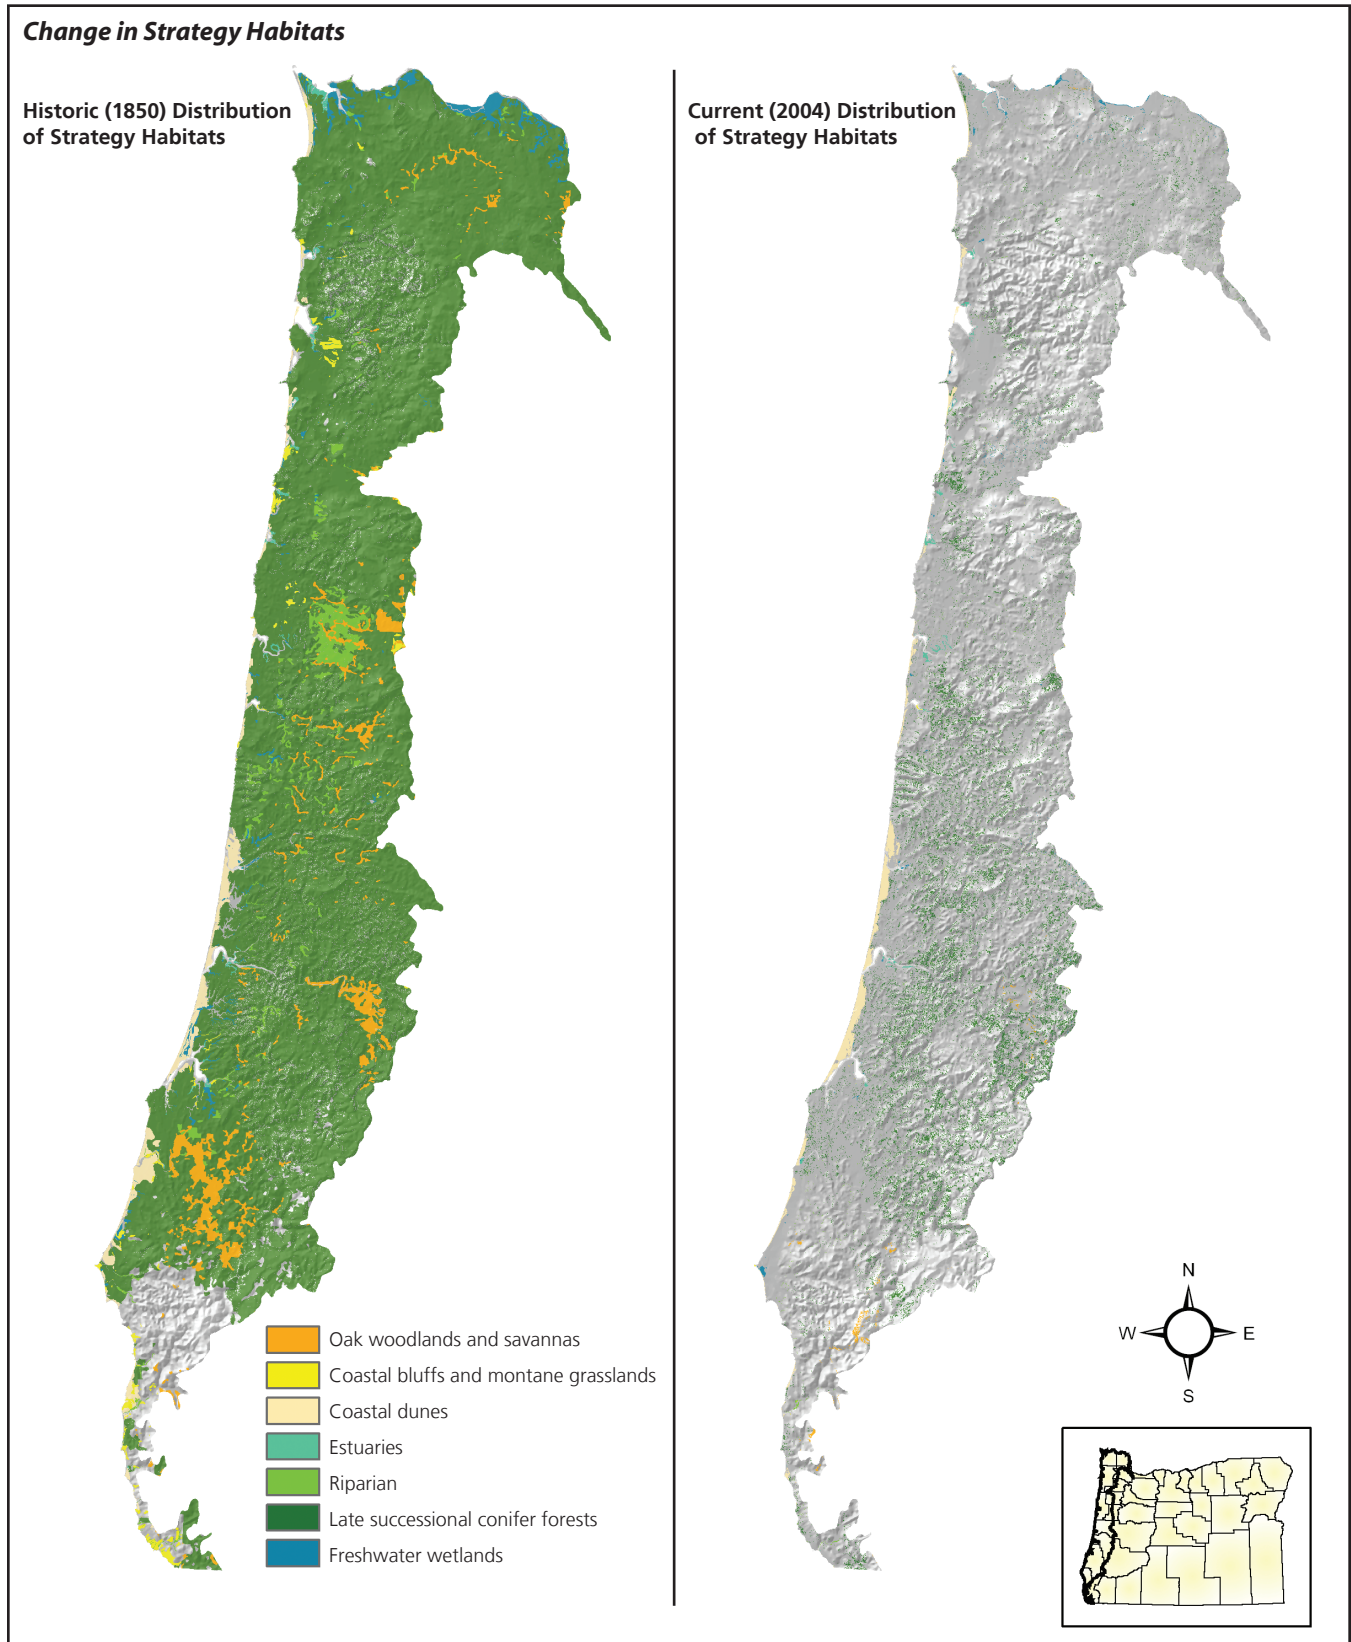 Change in Strategy Habitats
Historic (1850) Distribution
of Strategy Habitats
Current (2004) Distribution
of Strategy Habitats
Oak woodlands and savannas
Coastal bluffs and montane grasslands
Coastal dunes
Estuaries
Riparian
Late successional conifer forests
Freshwater wetlands
N
W
E
S